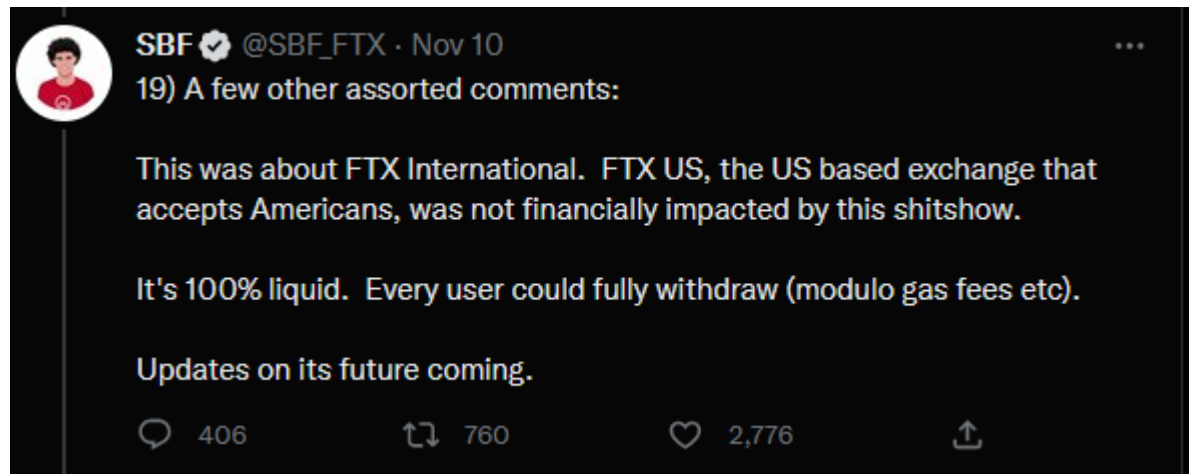 SBF @SBF_FTX · Nov 10
19) A few other assorted comments:
This was about FTX International.  FTX US, the US based exchange that
accepts Americans, was not financially impacted by this shitshow.
It's 100% liquid.  Every user could fully withdraw (modulo gas fees etc).
Updates on its future coming.
406 760 2,776